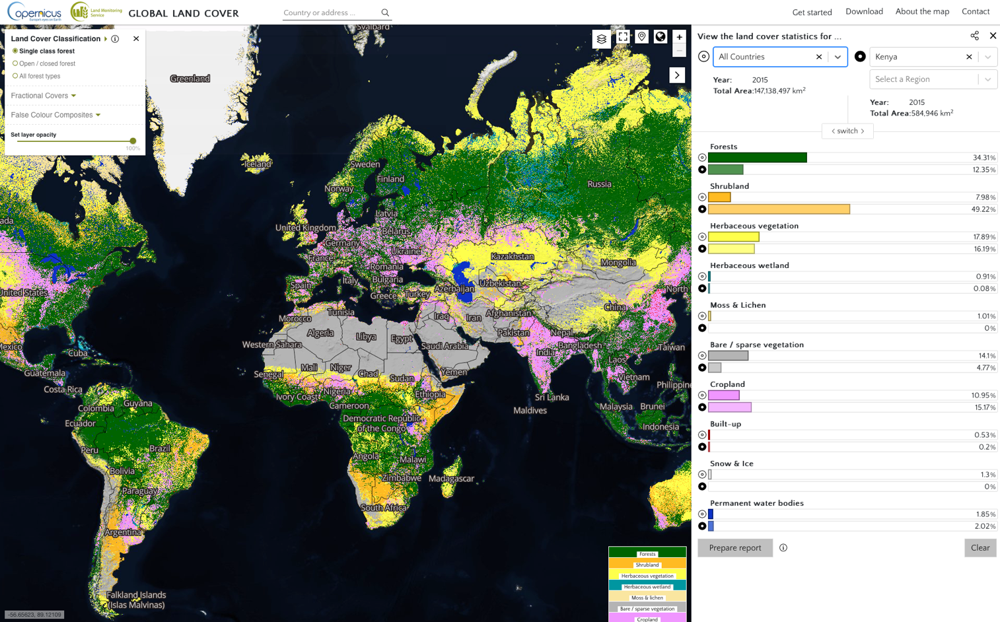 opernicus
Europe's eyes on Earth
Land Monitoring
Service
GLOBAL LAND COVER
Country or address ...
Get started
Download
About the map
Contact
Land Cover Classification
Single class forest
Open / closed forest
All forest types
Fractional Covers
False Colour Composites
Set layer opacity
100%
Svalbard
Greenland
Iceland
Sweden
Finland
Norway
Russia
Latvia
United Kingdom
Belarus
Germany
Ukraine
France
Kazakhstan
Romania
Mongolia
Bulgaria
Italy
Spain
Uzbekistan
Azerbaijan
Greece
Turkey
North
ada
United States
China
Tunisia
Morocco
Iraq
Iran
Afghanistan
Algeria
Libya
Egypt
Pakistan
Nepal
Western Sahara
Saudi Arabia
Bangladesh
Taiwan
Mexico
Cuba
India
Laos
Mali
Niger
Chad
Yemen
Guatemala
Senegal
Sudan
Vietnam
Philippine
Costa Rica
Nigeria
Ivory Coast
Ethiopia
Sri Lanka
Guyana
Colombia
Cameroon
Maldives
Malaysia
Brunei
Ecuador
Democratic Republic
of the Congo
Indonesia
Peru
Brazil
Angola
Malawi
Bolivia
Zimbabwe
Madagascar
Paraguay
South Africa
Argentina
Falkland Islands
(Islas Malvinas)
-56.65623, 89.12109
Forests
Shrubland
Herbaceous vegetation
Herbaceous wetland
Moss & lichen
Bare / sparse vegetation
Cropland
+
−
View the land cover statistics for ...
All Countries
Year: 2015
Total Area:147,138,497 km²
Kenya
Select a Region
Year: 2015
Total Area:584,946 km²
< switch >
Forests
34.31%
12.35%
Shrubland
7.98%
49.22%
Herbaceous vegetation
17.89%
16.19%
Herbaceous wetland
0.91%
0.08%
Moss & Lichen
1.01%
0%
Bare / sparse vegetation
14.1%
4.77%
Cropland
10.95%
15.17%
Built-up
0.53%
0.2%
Snow & Ice
1.3%
0%
Permanent water bodies
1.85%
2.02%
Prepare report
Clear